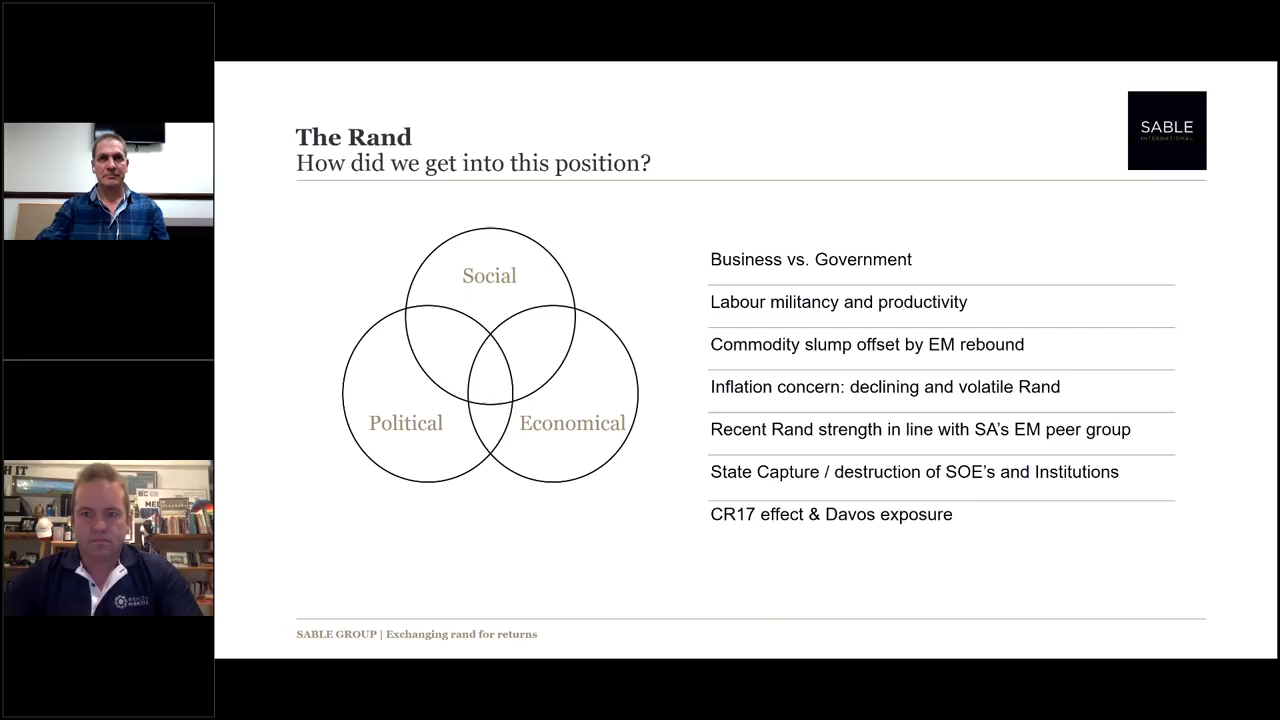 The Rand
How did we get into this position?
SABLE
INTERNATIONAL
Social
Political
Economical
Business vs. Government
Labour militancy and productivity
Commodity slump offset by EM rebound
Inflation concern: declining and volatile Rand
Recent Rand strength in line with SA's EM peer group
State Capture / destruction of SOE's and Institutions
CR17 effect & Davos exposure
SABLE GROUP | Exchanging rand for returns
H IT
WEALTH